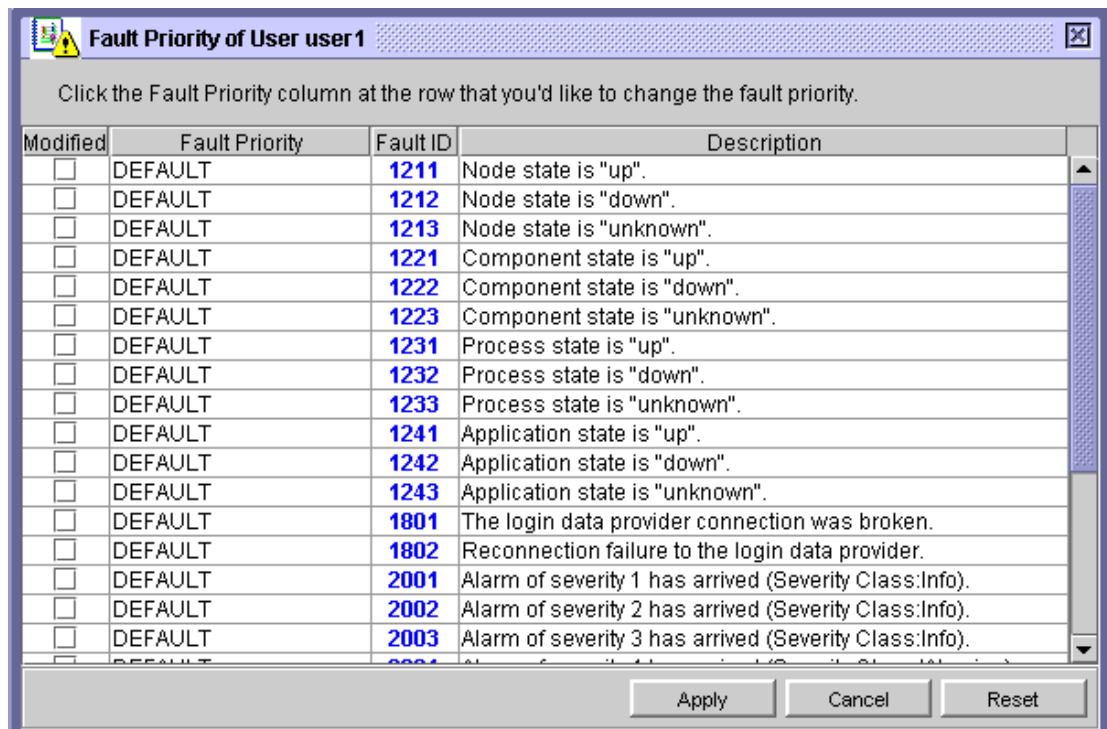 Fault Priority of User user1
Click the Fault Priority column at the row that you'd like to change the fault priority.
Modified Fault Priority Fault ID Description
DEFAULT 1211 Node state is "up".
DEFAULT 1212 Node state is "down".
DEFAULT 1213 Node state is "unknown".
DEFAULT 1221 Component state is "up".
DEFAULT 1222 Component state is "down".
DEFAULT 1223 Component state is "unknown".
DEFAULT 1231 Process state is "up".
DEFAULT 1232 Process state is "down".
DEFAULT 1233 Process state is "unknown".
DEFAULT 1241 Application state is "up".
DEFAULT 1242 Application state is "down".
DEFAULT 1243 Application state is "unknown".
DEFAULT 1801 The login data provider connection was broken.
DEFAULT 1802 Reconnection failure to the login data provider.
DEFAULT 2001 Alarm of severity 1 has arrived (Severity Class:Info).
DEFAULT 2002 Alarm of severity 2 has arrived (Severity Class:Info).
DEFAULT 2003 Alarm of severity 3 has arrived (Severity Class:Info).
Apply Cancel Reset